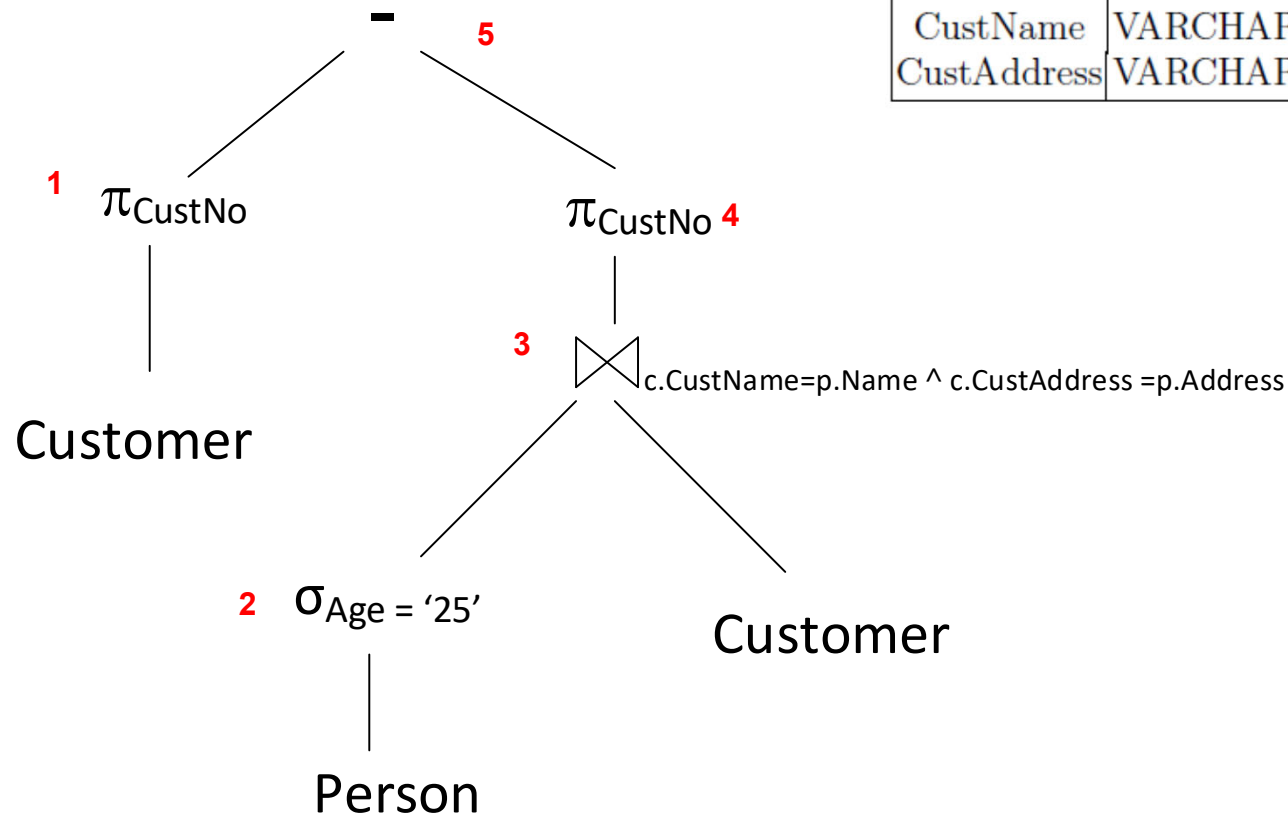 -
5
CustName VARCHAR
CustAddress VARCHAR
1 πCustNo
πCustNo 4
3
c.CustName=p.Name ^ c.CustAddress =p.Address
Customer
2 σAge = ‘25’
Customer
Person